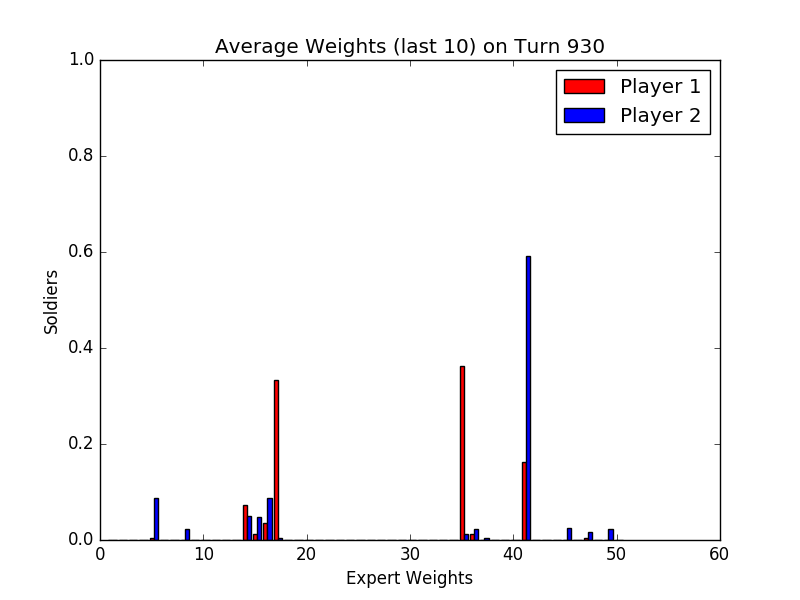 Average Weights (last 10) on Turn 930
1.0
0.8
0.6
0.4
0.2
0.0
Soldiers
Player 1
Player 2
0 10 20 30 40 50 60
Expert Weights